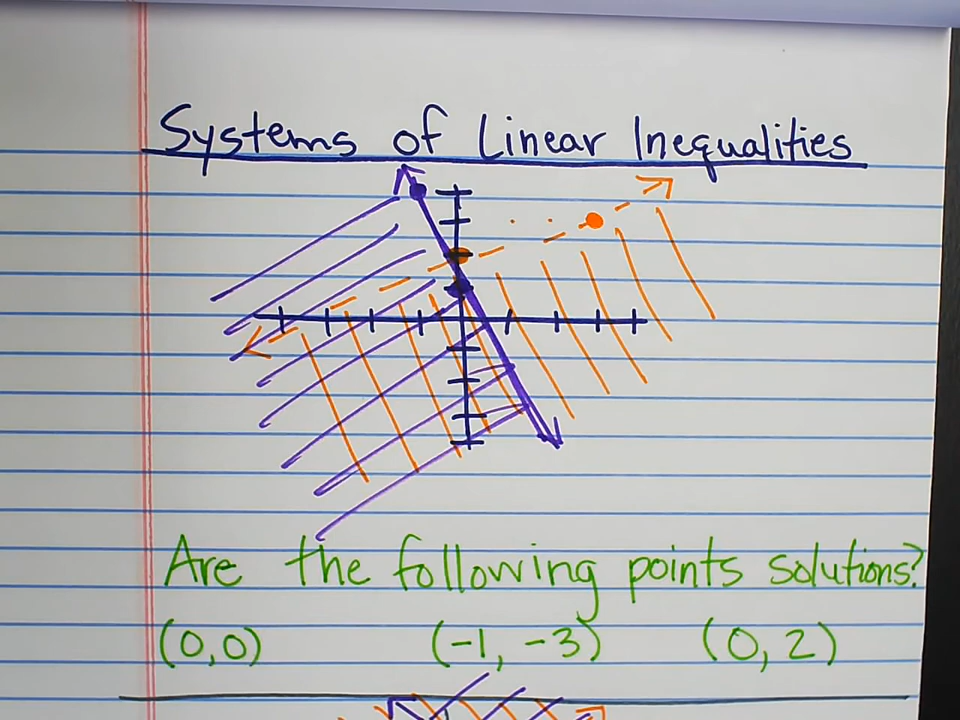 Systems of Linear Inequalities
Are the following points solutions?
(0,0) (-1, -3) (0, 2)